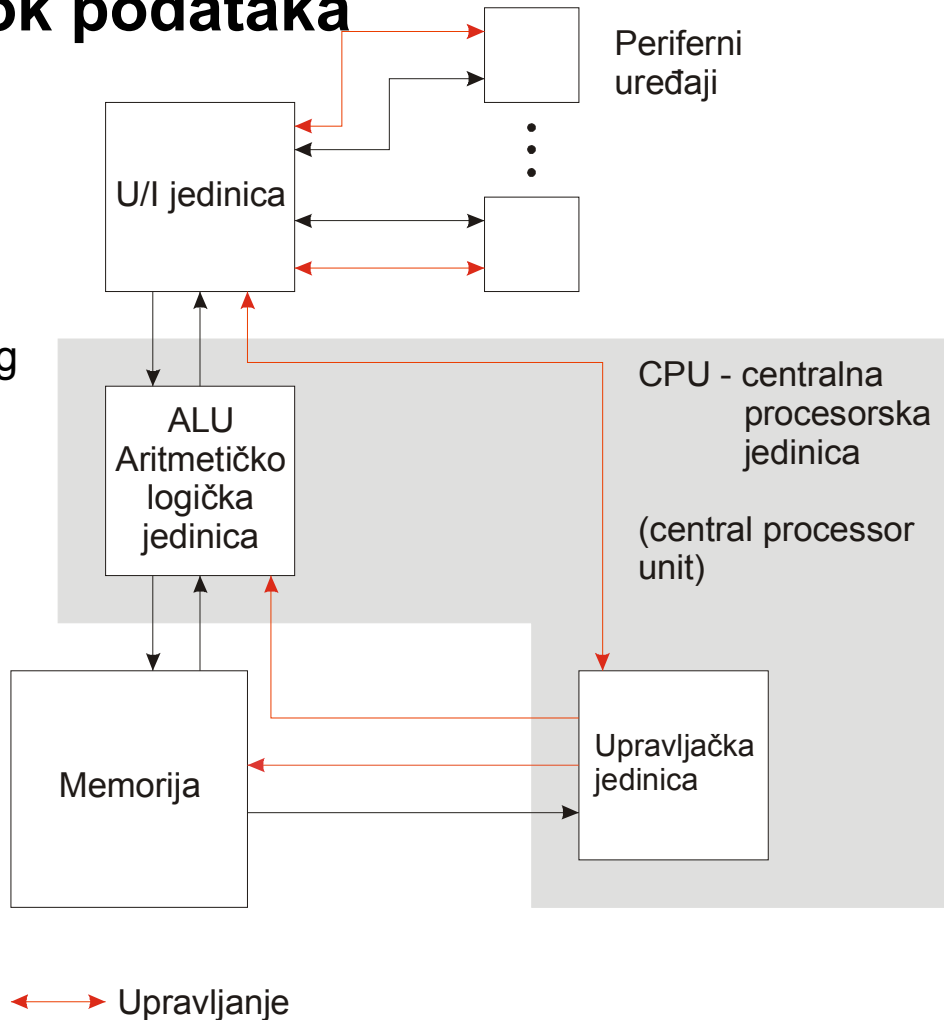 ok podataka
Periferni
uređaji
U/I jedinica
g
CPU - centralna
procesorska
jedinica
(central processor
unit)
ALU
Aritmetičko
logička
jedinica
Memorija
Upravljačka
jedinica
Upravljanje